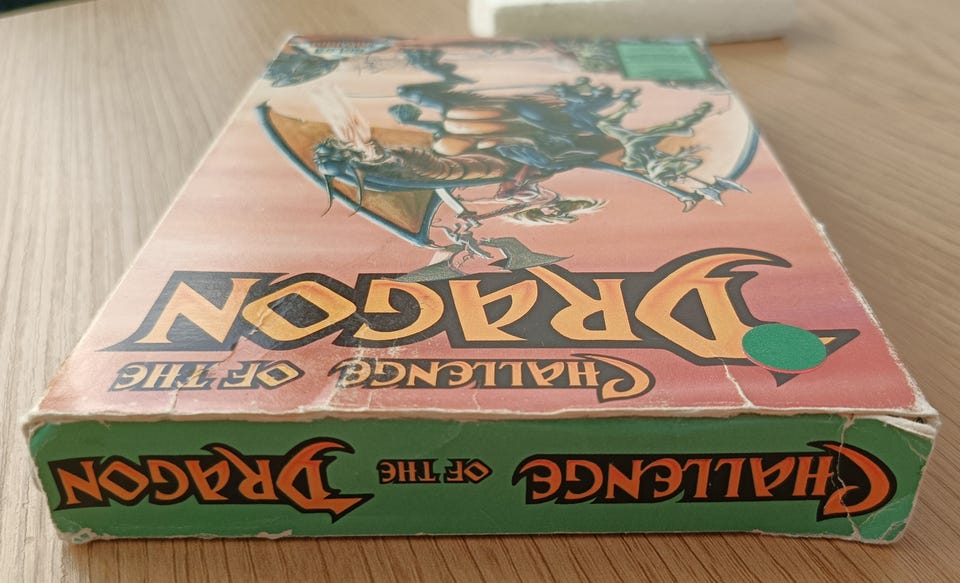 CHALLENGE OF THE
DRAGON
CHALLENGE OF THE DRAGON